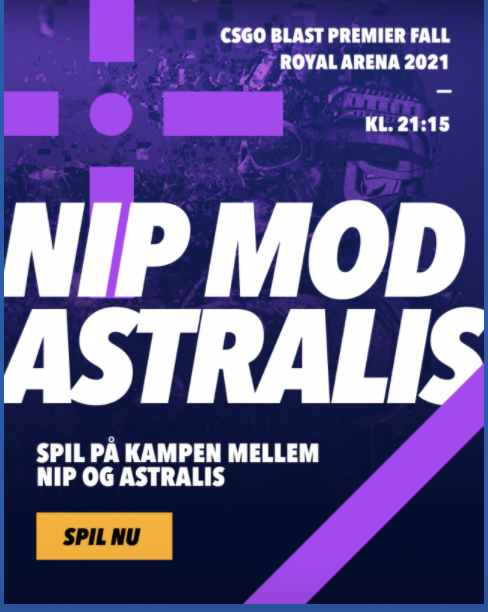 CSGO BLAST PREMIER FALL
ROYAL ARENA 2021
–
KL. 21:15
NIP MOD
ASTRALIS
SPIL PÅ KAMPEN MELLEM
NIP OG ASTRALIS
SPIL NU